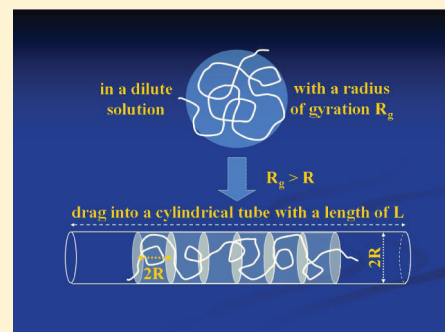 in a dilute
solution
with a radius
of gyration Rg
Rg > R
drag into a cylindrical tube with a length of L
2R
2R